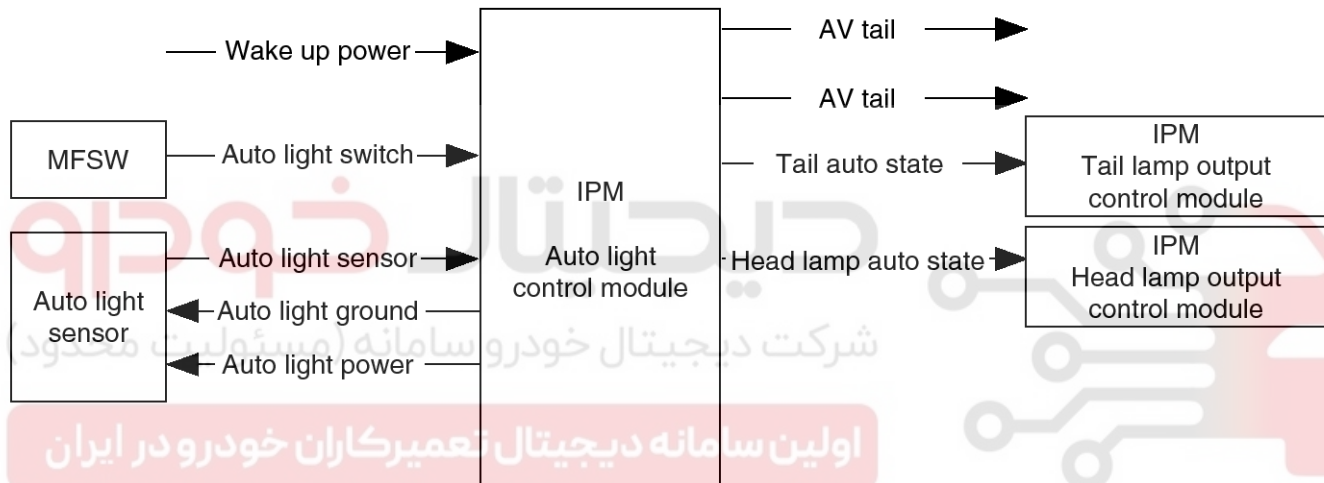 Wake up power
MFSW
Auto light switch
Auto light
sensor
Auto light sensor
Auto light ground
Auto light power
IPM
Auto light
control module
AV tail
AV tail
Tail auto state
Head lamp auto state
IPM
Tail lamp output
control module
IPM
Head lamp output
control module
دیجیتال خودرو
شرکت دیجیتال خودرو سامانه (مسئولیت محدود)
اولین سامانه دیجیتال تعمیرکاران خودرو در ایران